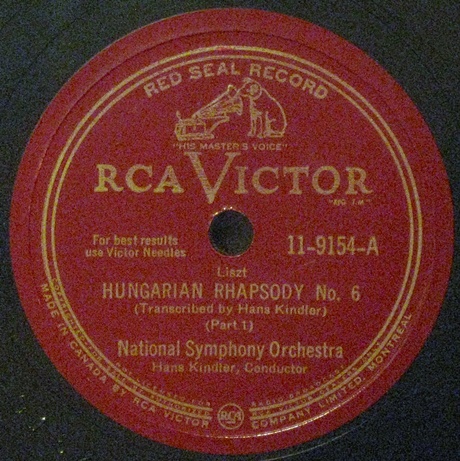 RED SEAL RECORD
"HIS MASTER'S VOICE"
RCA VICTOR
For best results
use Victor Needles
11-9154-A
Liszt
HUNGARIAN RHAPSODY No. 6
(Transcribed by Hans Kindler)
(Part 1)
National Symphony Orchestra
Hans Kindler, Conductor
RCA
MADE IN CANADA BY RCA VICTOR COMPANY LIMITED, MONTREAL